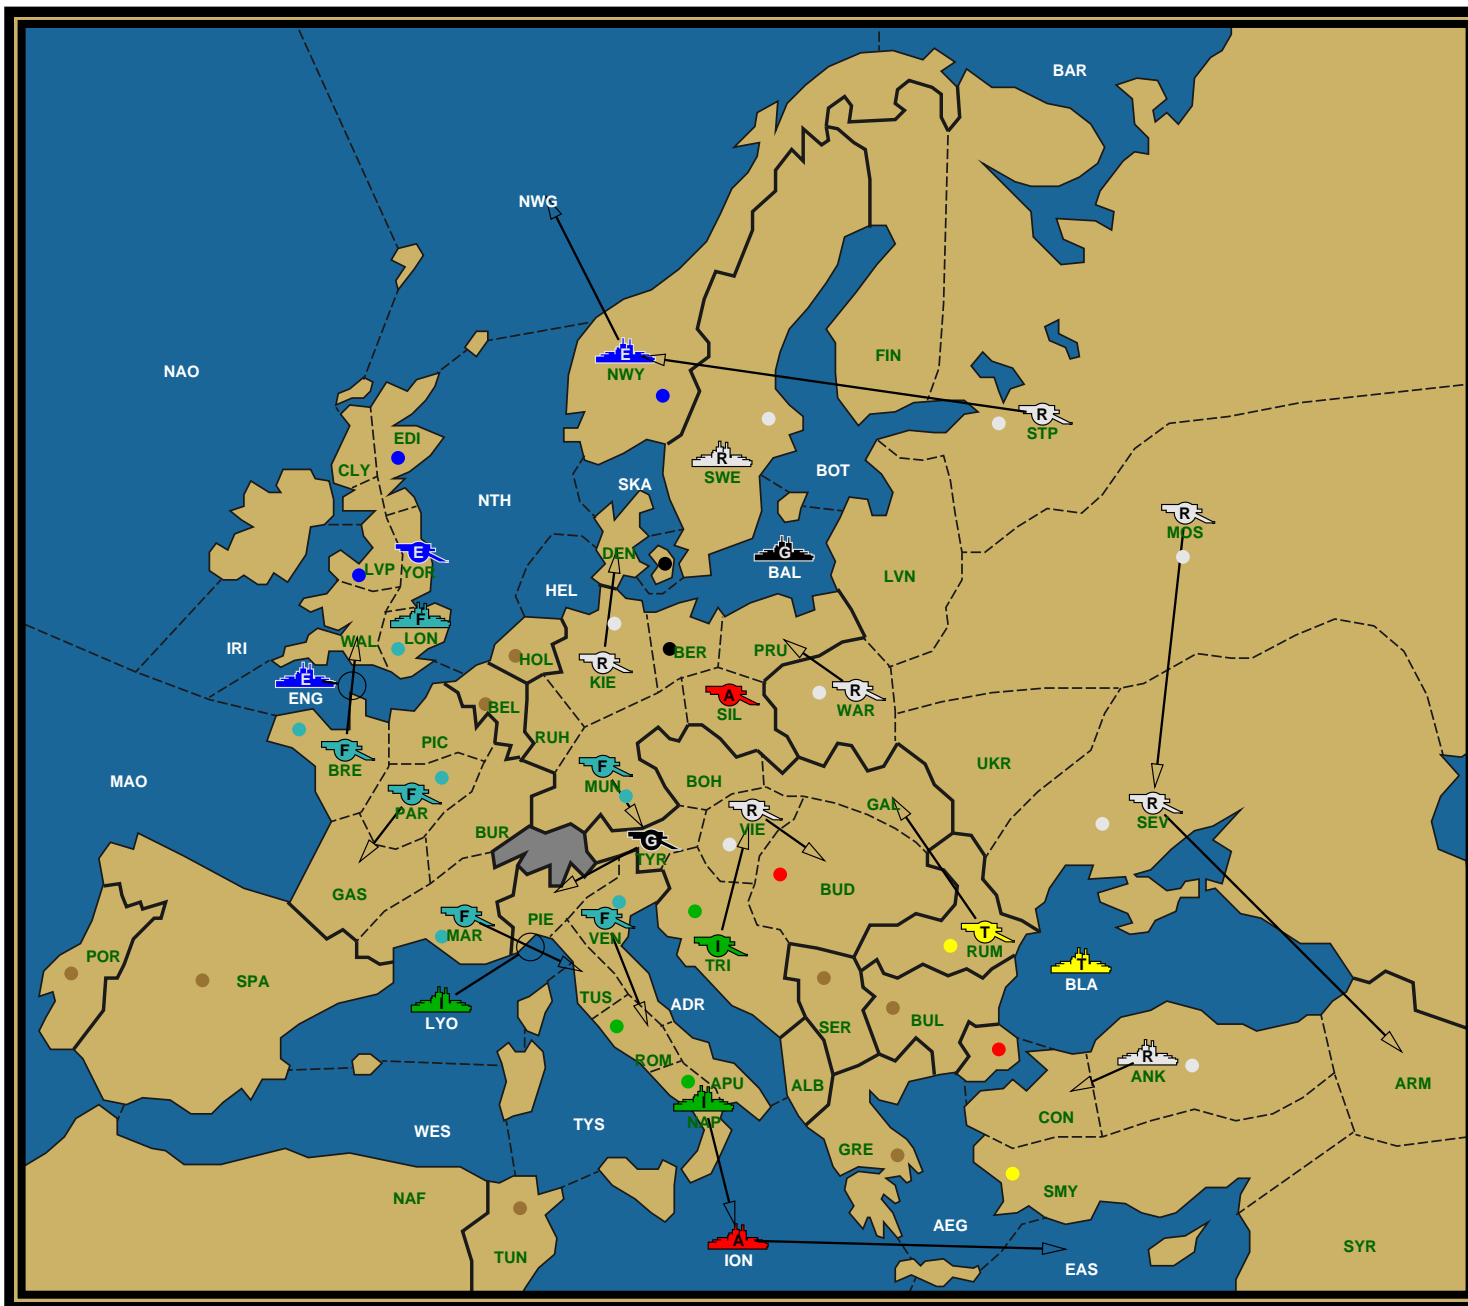 BAR
NWG
NAO
E
NWY
FIN
R
STP
EDI
CLY
R
SWE
SKA
BOT
NTH
R
MOS
E
YOR
LVP
DEN
G
BAL
LVN
HEL
F
LON
WAL
IRI
HOL
BER
PRU
R
KIE
E
ENG
A
SIL
R
WAR
BEL
PIC
RUH
F
BRE
F
MUN
BOH
UKR
MAO
F
PAR
BUR
R
VIE
GAL
R
SEV
G
TYR
GAS
BUD
F
MAR
PIE
F
VEN
I
TRI
T
RUM
POR
SPA
I
LYO
TUS
ADR
T
BLA
SER
BUL
ROM
APU
ALB
R
ANK
ARM
I
NAP
CON
WES
TYS
GRE
NAF
SMY
AEG
TUN
A
ION
EAS
SYR